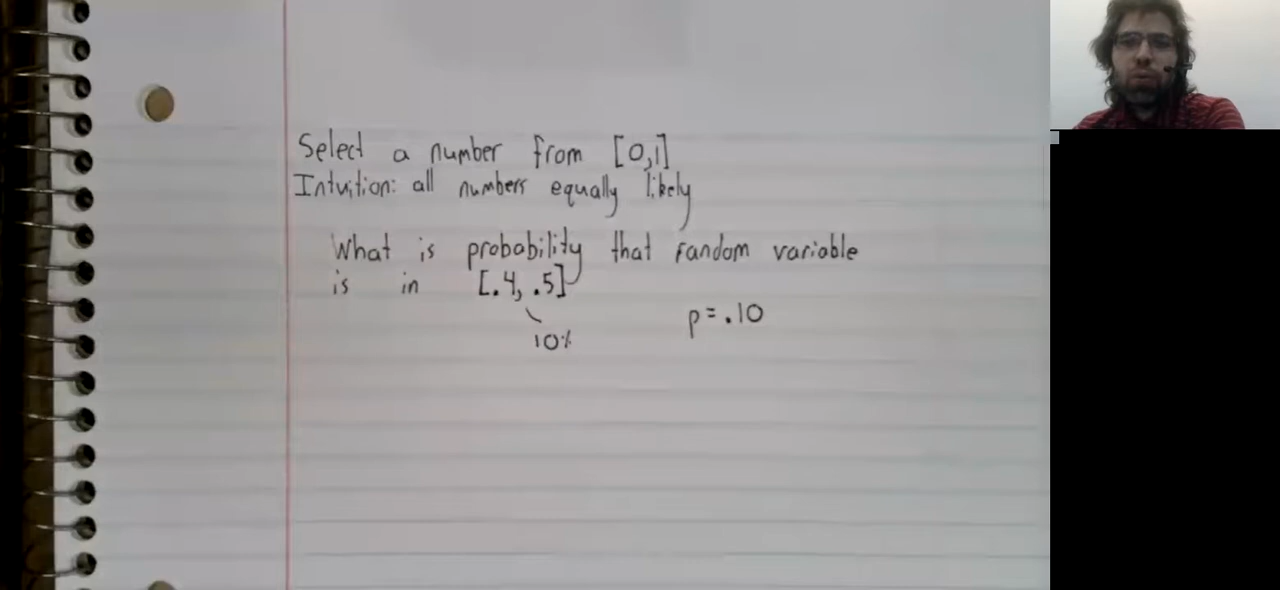 Select a number from [0,1]
Intuition: all numbers equally likely
What is probability that random variable
is in [.4, .5]
p = .10
10%